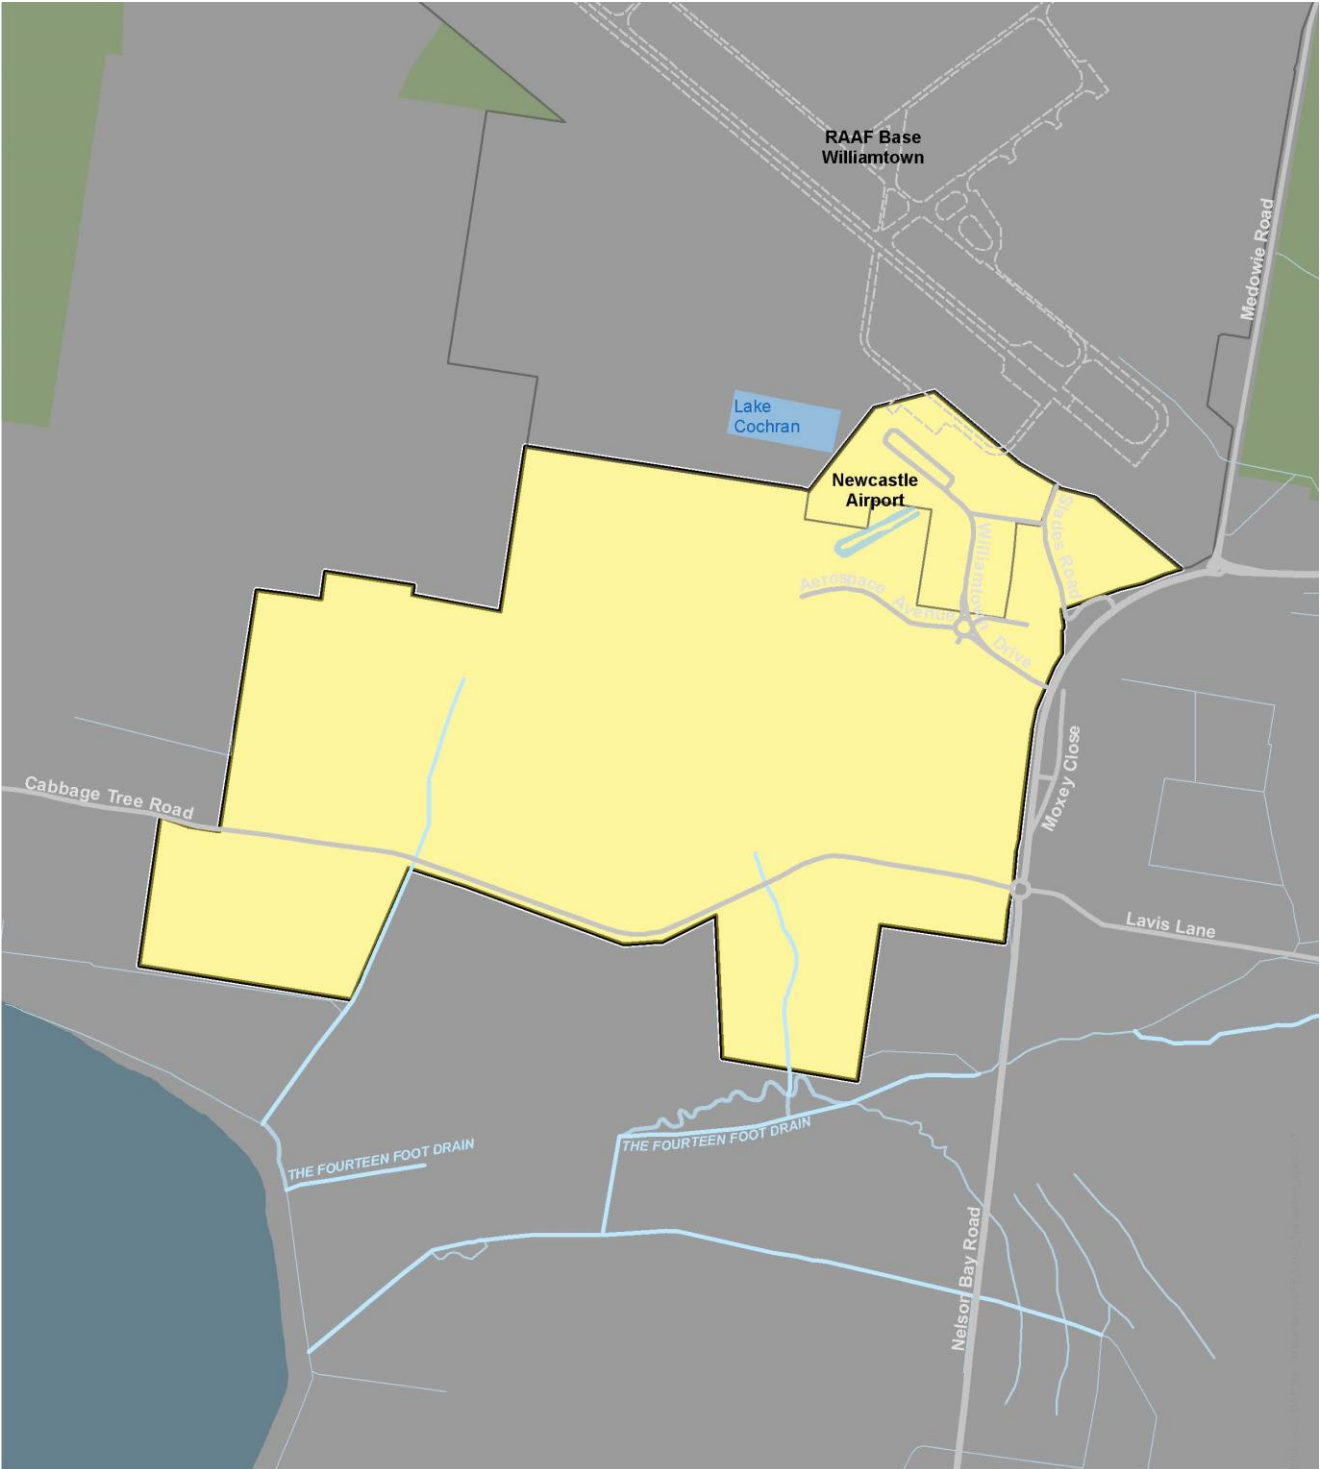 RAAF Base
Williamtown
Medowie Road
Lake
Cochran
Newcastle
Airport
Slades Road
Williamtown Drive
Aerospace Avenue
Moxey Close
Cabbage Tree Road
Lavis Lane
THE FOURTEEN FOOT DRAIN
THE FOURTEEN FOOT DRAIN
Nelson Bay Road